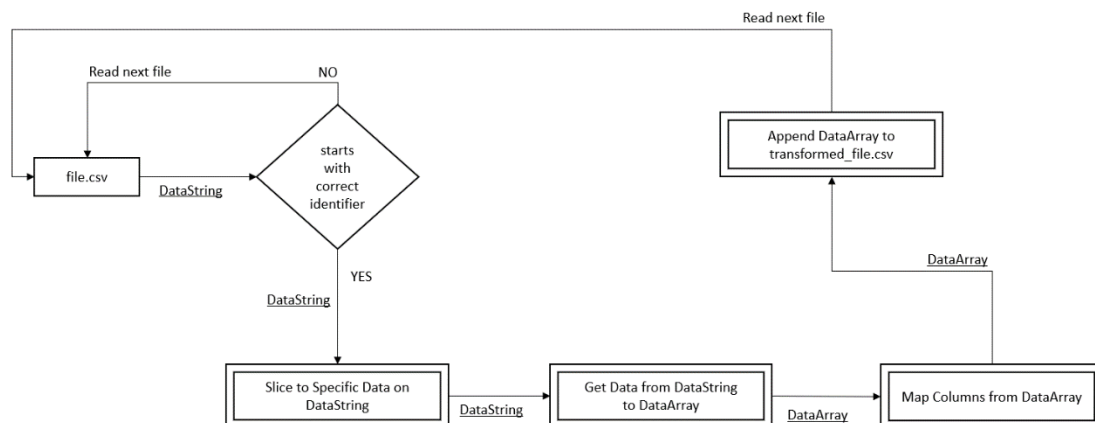 Read next file
Read next file
NO
Append DataArray to
transformed_file.csv
starts
with
correct
identifier
file.csv
DataString
DataArray
YES
DataString
Slice to Specific Data on
DataString
DataString
Get Data from DataString
to DataArray
DataArray
Map Columns from DataArray